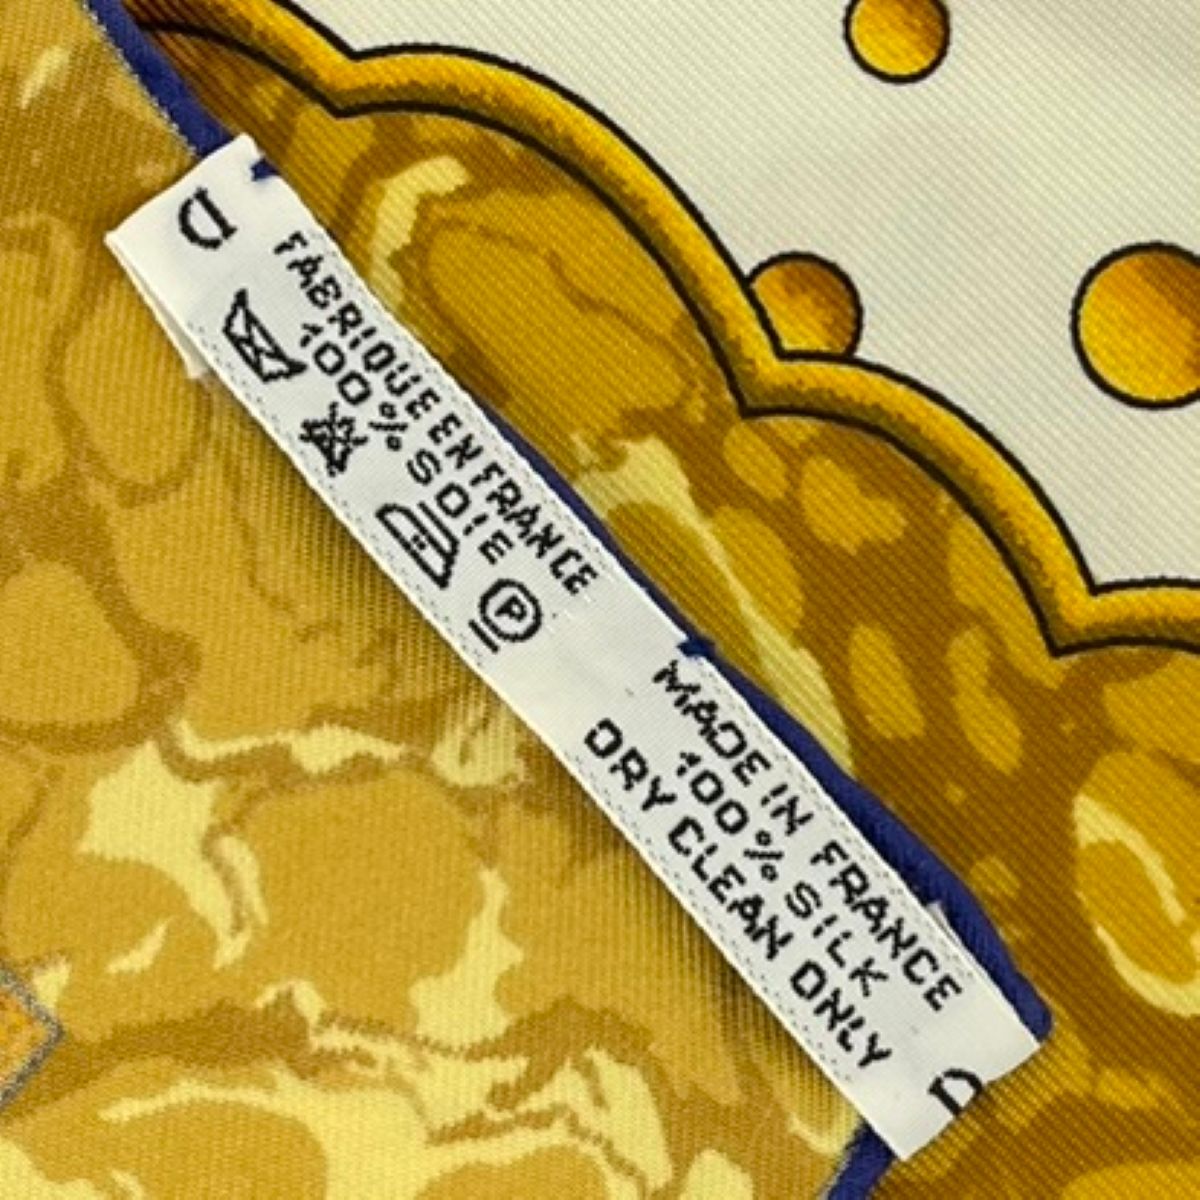 D
FABRIQUE EN FRANCE
100% SOIE
P
MADE IN FRANCE
100% SILK
DRY CLEAN ONLY
D